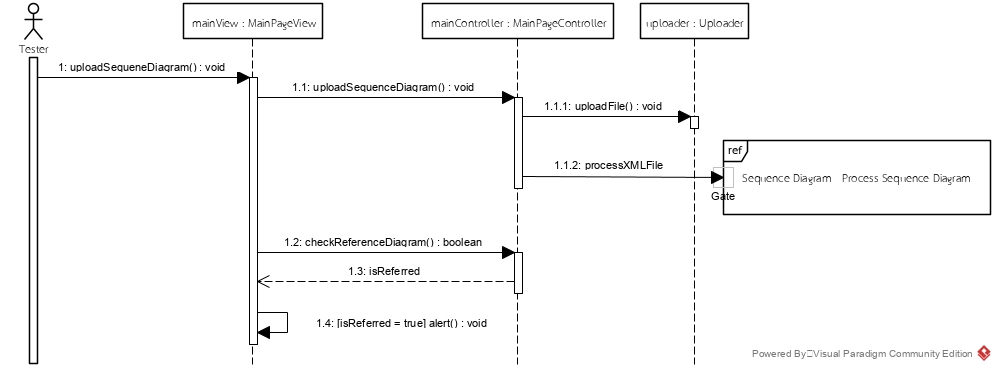 mainView : MainPageView
mainController : MainPageController
uploader : Uploader
Tester
1: uploadSequeneDiagram() : void
1.1: uploadSequenceDiagram() : void
1.1.1: uploadFile() : void
ref
1.1.2: processXMLFile
Sequence Diagram Process Sequence Diagram
Gate
1.2: checkReferenceDiagram() : boolean
1.3: isReferred
1.4: [isReferred = true] alert() : void
Powered By Visual Paradigm Community Edition